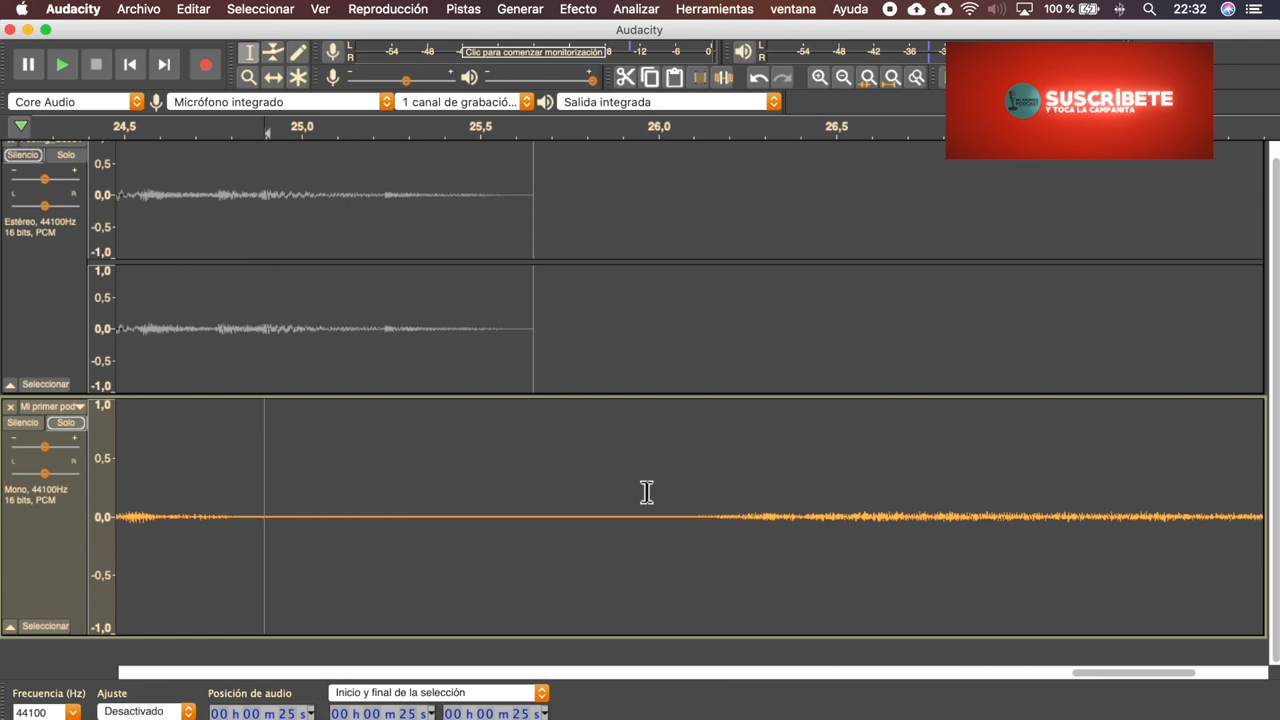 Audacity Archivo Editar Seleccionar Ver Reproducción Pistas Generar Efecto Analizar Herramientas ventana Ayuda 100 % 22:32
Audacity
L R -54 -48 Clic para comenzar monitorización 8 -12 -6 0 L R -54 -48 -42 -36
- + - +
Core Audio Micrófono integrado 1 canal de grabació... Salida integrada
24,5 25,0 25,5 26,0 26,5
SUSCRÍBETE
Y TOCA LA CAMPANITA
Silencio Solo
- +
L R
Estéreo, 44100Hz
16 bits, PCM
0,5
0,0
-0,5
-1,0
1,0
0,5
0,0
-0,5
-1,0
Seleccionar
Mi primer pod
Silencio Solo
- +
L R
Mono, 44100Hz
16 bits, PCM
1,0
0,5
0,0
-0,5
-1,0
Seleccionar
Frecuencia (Hz) Ajuste Posición de audio Inicio y final de la selección
44100 Desactivado 00 h 00 m 25 s 00 h 00 m 25 s 00 h 00 m 25 s